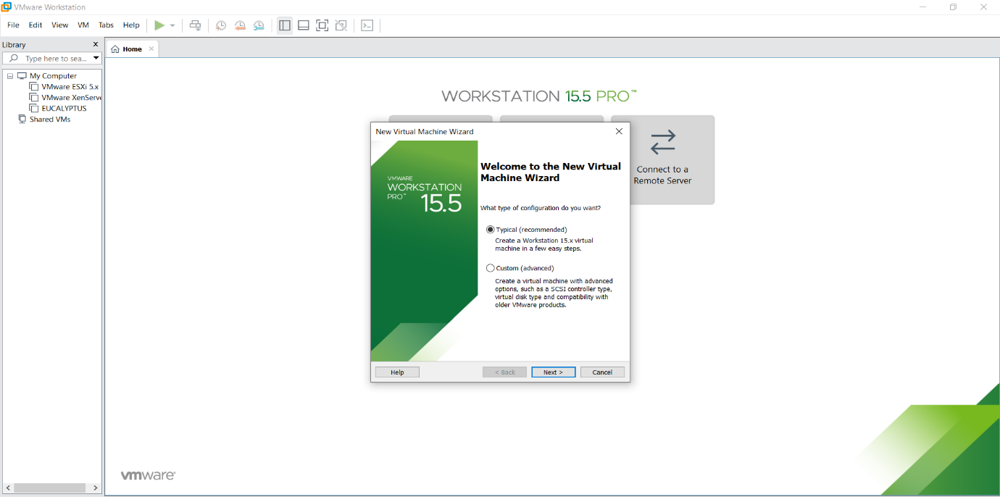 VMware Workstation
File Edit View VM Tabs Help
Library
Type here to sea...
My Computer
VMware ESXi 5.x
VMware XenServe
EUCALYPTUS
Shared VMs
Home
WORKSTATION 15.5 PRO™
Connect to a
Remote Server
New Virtual Machine Wizard
VMWARE
WORKSTATION
PRO™ 15.5
Welcome to the New Virtual
Machine Wizard
What type of configuration do you want?
Typical (recommended)
Create a Workstation 15.x virtual
machine in a few easy steps.
Custom (advanced)
Create a virtual machine with advanced
options, such as a SCSI controller type,
virtual disk type and compatibility with
older VMware products.
Help < Back Next > Cancel
vmware®